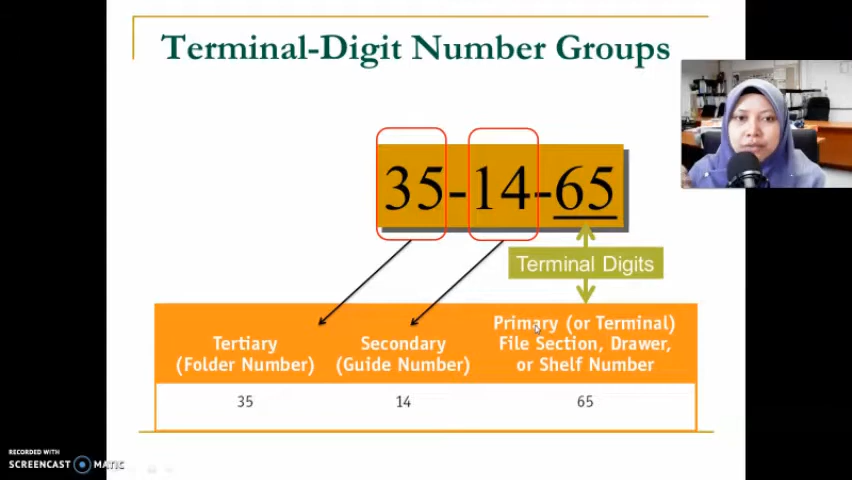 Terminal-Digit Number Groups
35-14-65
Terminal Digits
Tertiary
(Folder Number)
Secondary
(Guide Number)
Primary (or Terminal)
File Section, Drawer,
or Shelf Number
35
14
65
RECORDED WITH
SCREENCAST MATIC